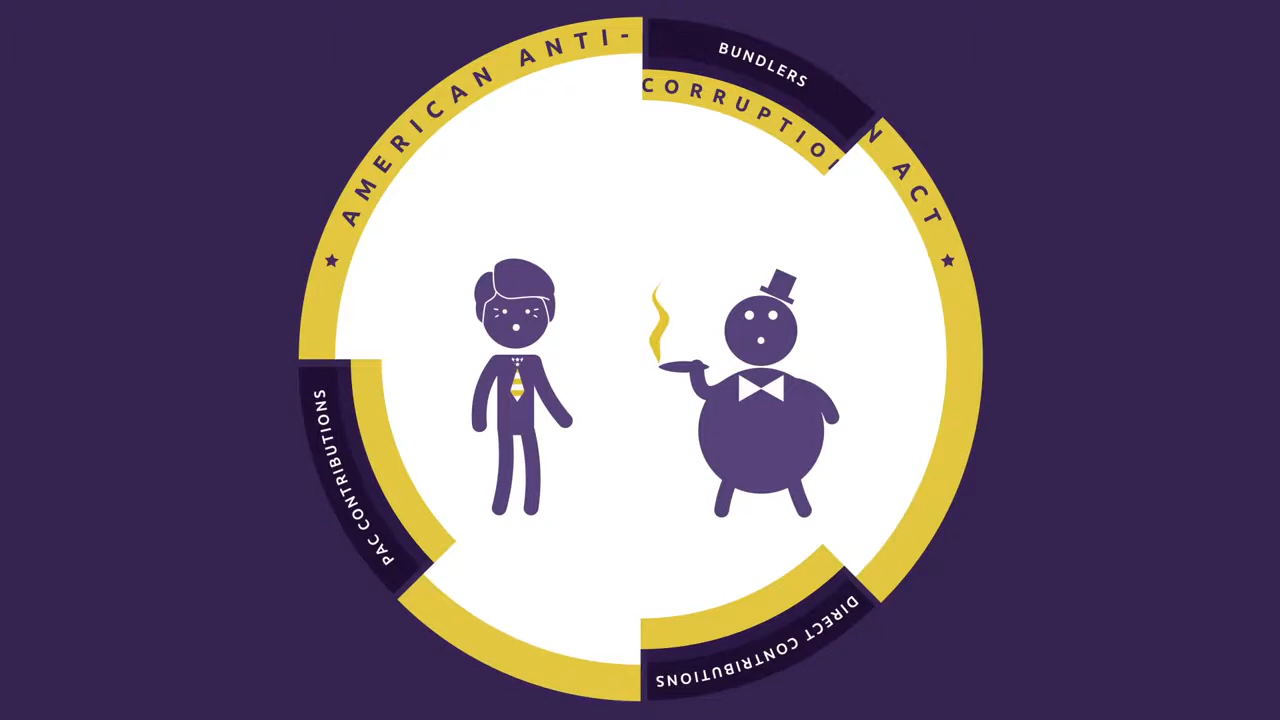 AMERICAN ANTI-CORRUPTION ACT
BUNDLERS
PAC CONTRIBUTIONS
DIRECT CONTRIBUTIONS